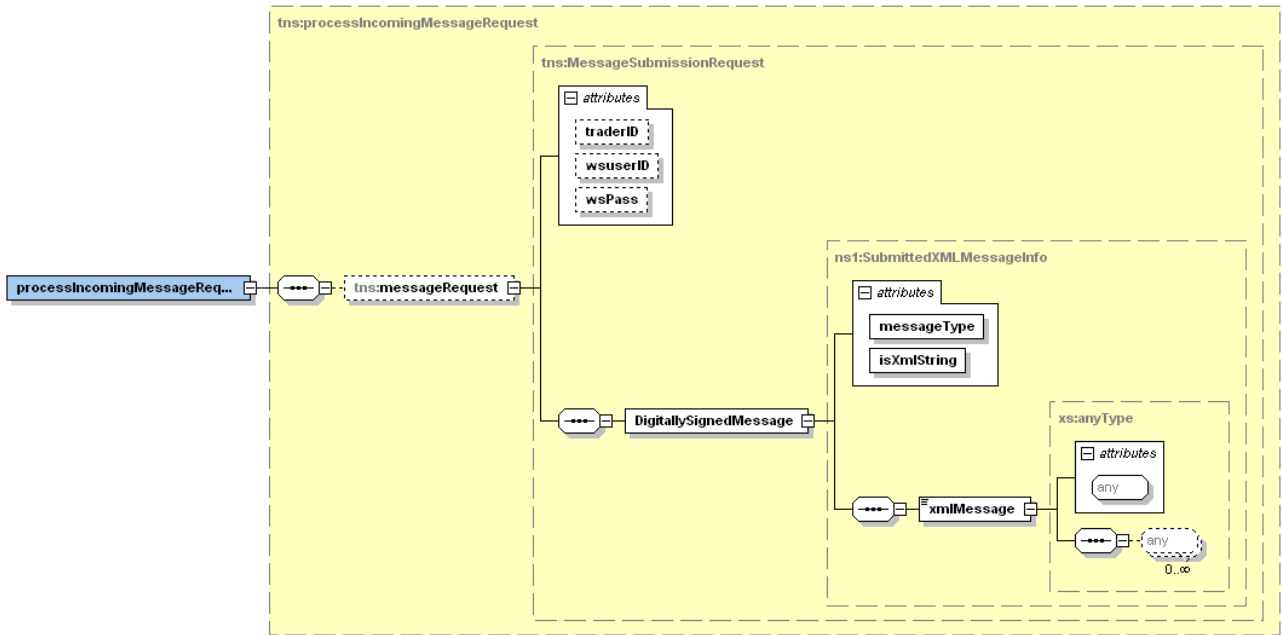 tns:processIncomingMessageRequest
tns:MessageSubmissionRequest
attributes
traderID
wsuserID
wsPass
ns1:SubmittedXMLMessageInfo
processIncomingMessageReq...
tns:messageRequest
attributes
messageType
isXmlString
DigitallySignedMessage
xs:anyType
attributes
any
xmlMessage
any
0..∞